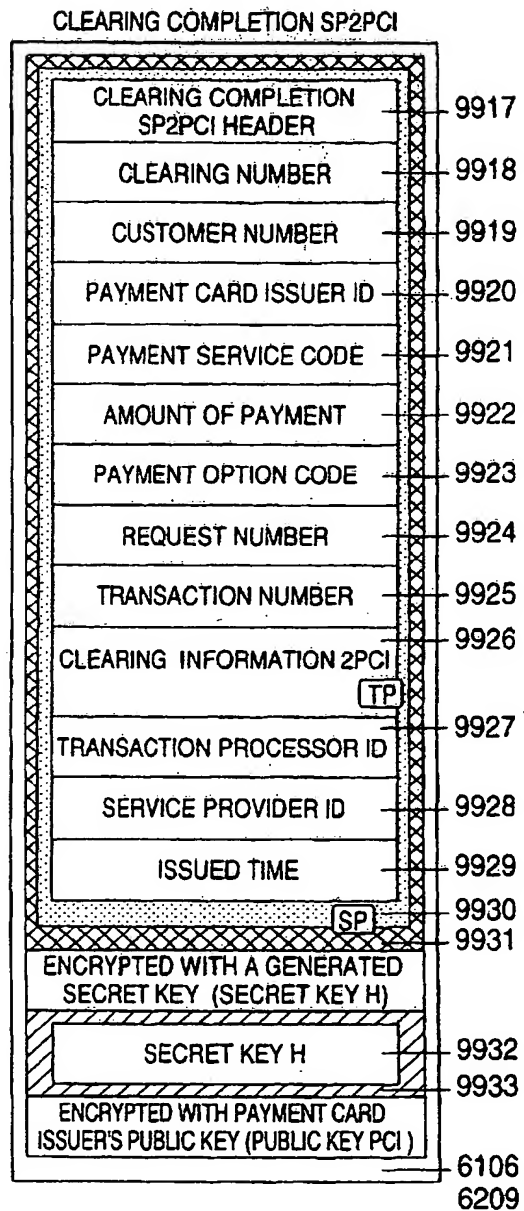 CLEARING COMPLETION SP2PCI
CLEARING COMPLETION
SP2PCI HEADER
9917
CLEARING NUMBER
9918
CUSTOMER NUMBER
9919
PAYMENT CARD ISSUER ID
9920
PAYMENT SERVICE CODE
9921
AMOUNT OF PAYMENT
9922
PAYMENT OPTION CODE
9923
REQUEST NUMBER
9924
TRANSACTION NUMBER
9925
9926
CLEARING INFORMATION 2PCI
TP
9927
TRANSACTION PROCESSOR ID
SERVICE PROVIDER ID
9928
ISSUED TIME
9929
SP
9930
9931
ENCRYPTED WITH A GENERATED
SECRET KEY (SECRET KEY H)
SECRET KEY H
9932
9933
ENCRYPTED WITH PAYMENT CARD
ISSUER'S PUBLIC KEY (PUBLIC KEY PCI )
6106
6209